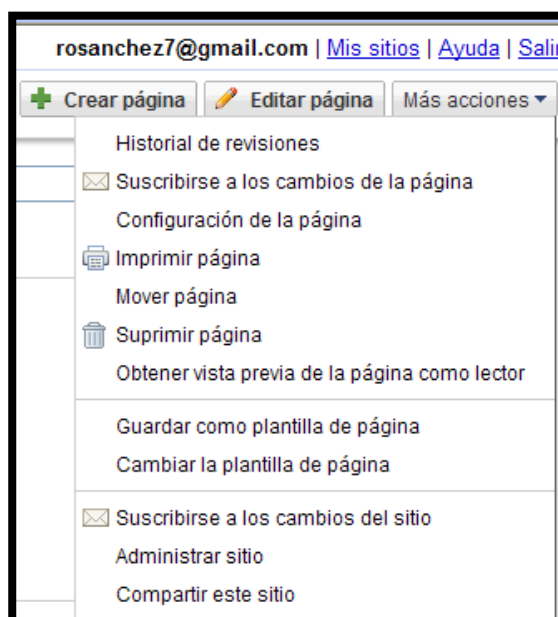 rosanchez7@gmail.com | Mis sitios | Ayuda | Salir
Crear página Editar página Más acciones
Historial de revisiones
Suscribirse a los cambios de la página
Configuración de la página
Imprimir página
Mover página
Suprimir página
Obtener vista previa de la página como lector
Guardar como plantilla de página
Cambiar la plantilla de página
Suscribirse a los cambios del sitio
Administrar sitio
Compartir este sitio